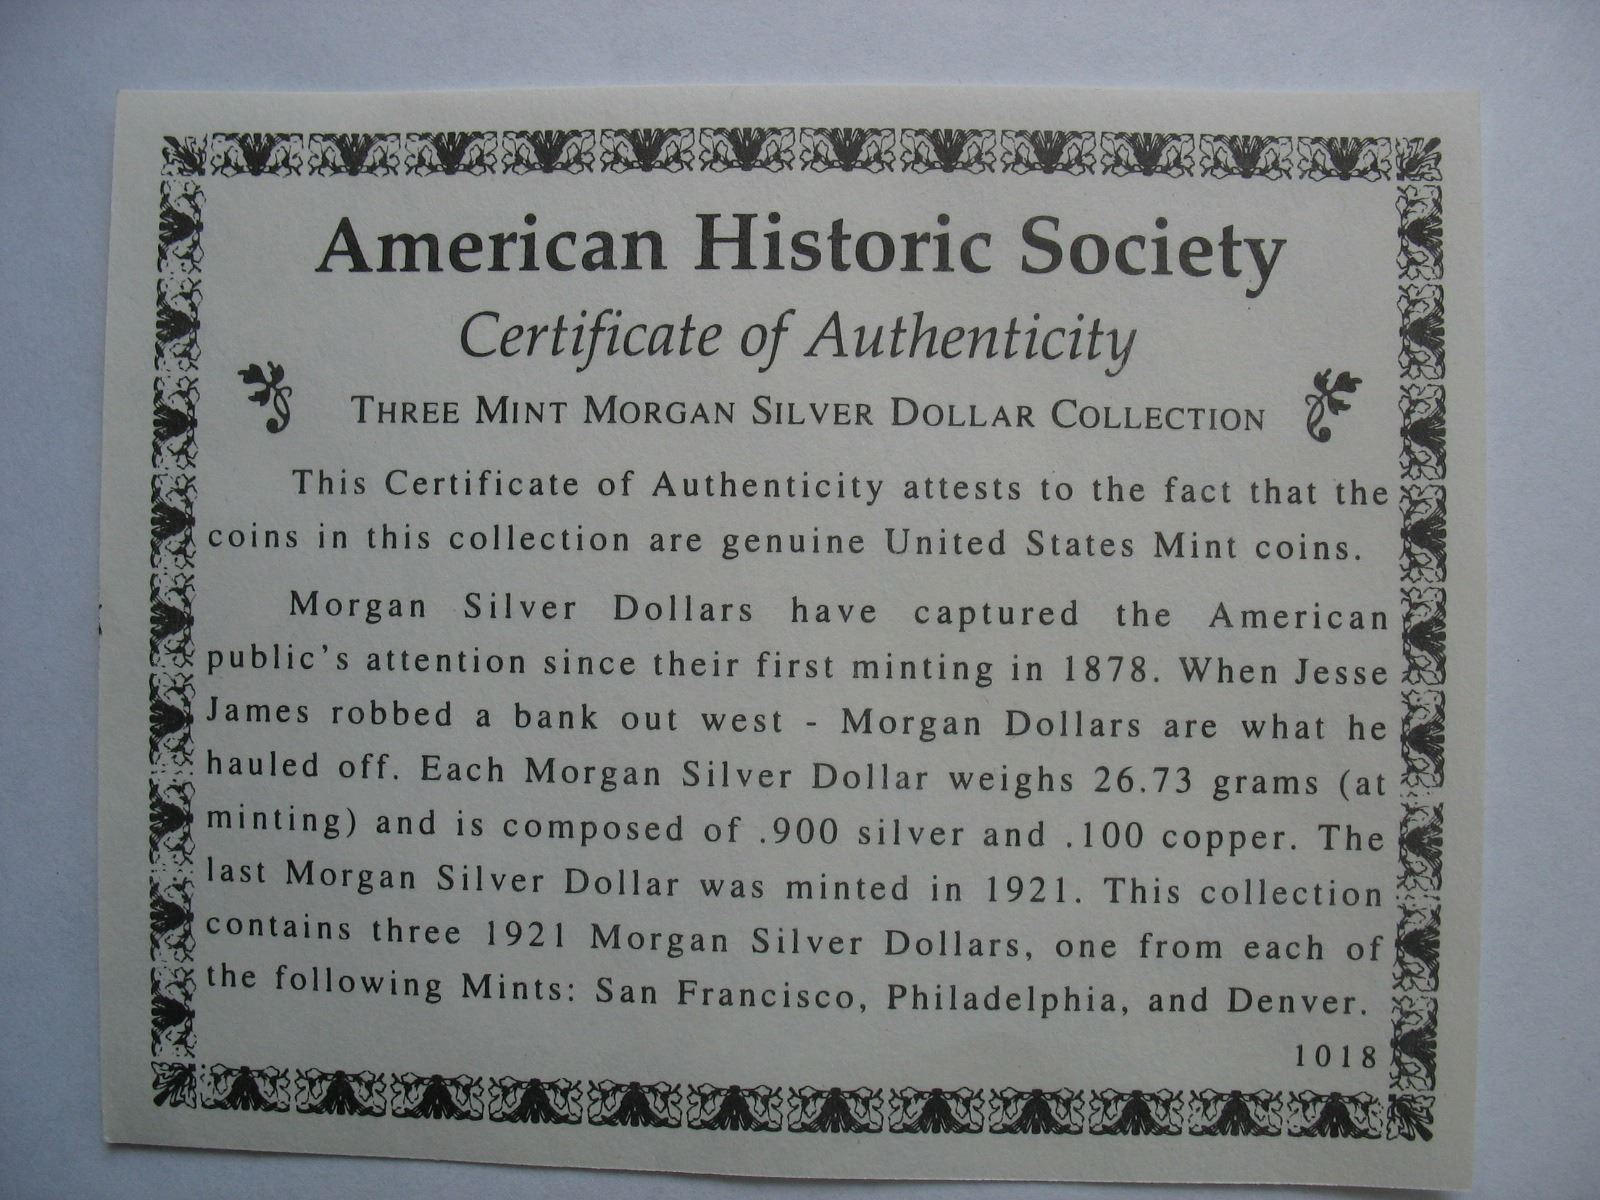 American Historic Society
Certificate of Authenticity
THREE MINT MORGAN SILVER DOLLAR COLLECTION
This Certificate of Authenticity attests to the fact that the
coins in this collection are genuine United States Mint coins.
Morgan Silver Dollars have captured the American
public's attention since their first minting in 1878. When Jesse
James robbed a bank out west - Morgan Dollars are what he
hauled off. Each Morgan Silver Dollar weighs 26.73 grams (at
minting) and is composed of .900 silver and .100 copper. The
last Morgan Silver Dollar was minted in 1921. This collection
contains three 1921 Morgan Silver Dollars, one from each of
the following Mints: San Francisco, Philadelphia, and Denver.
1018